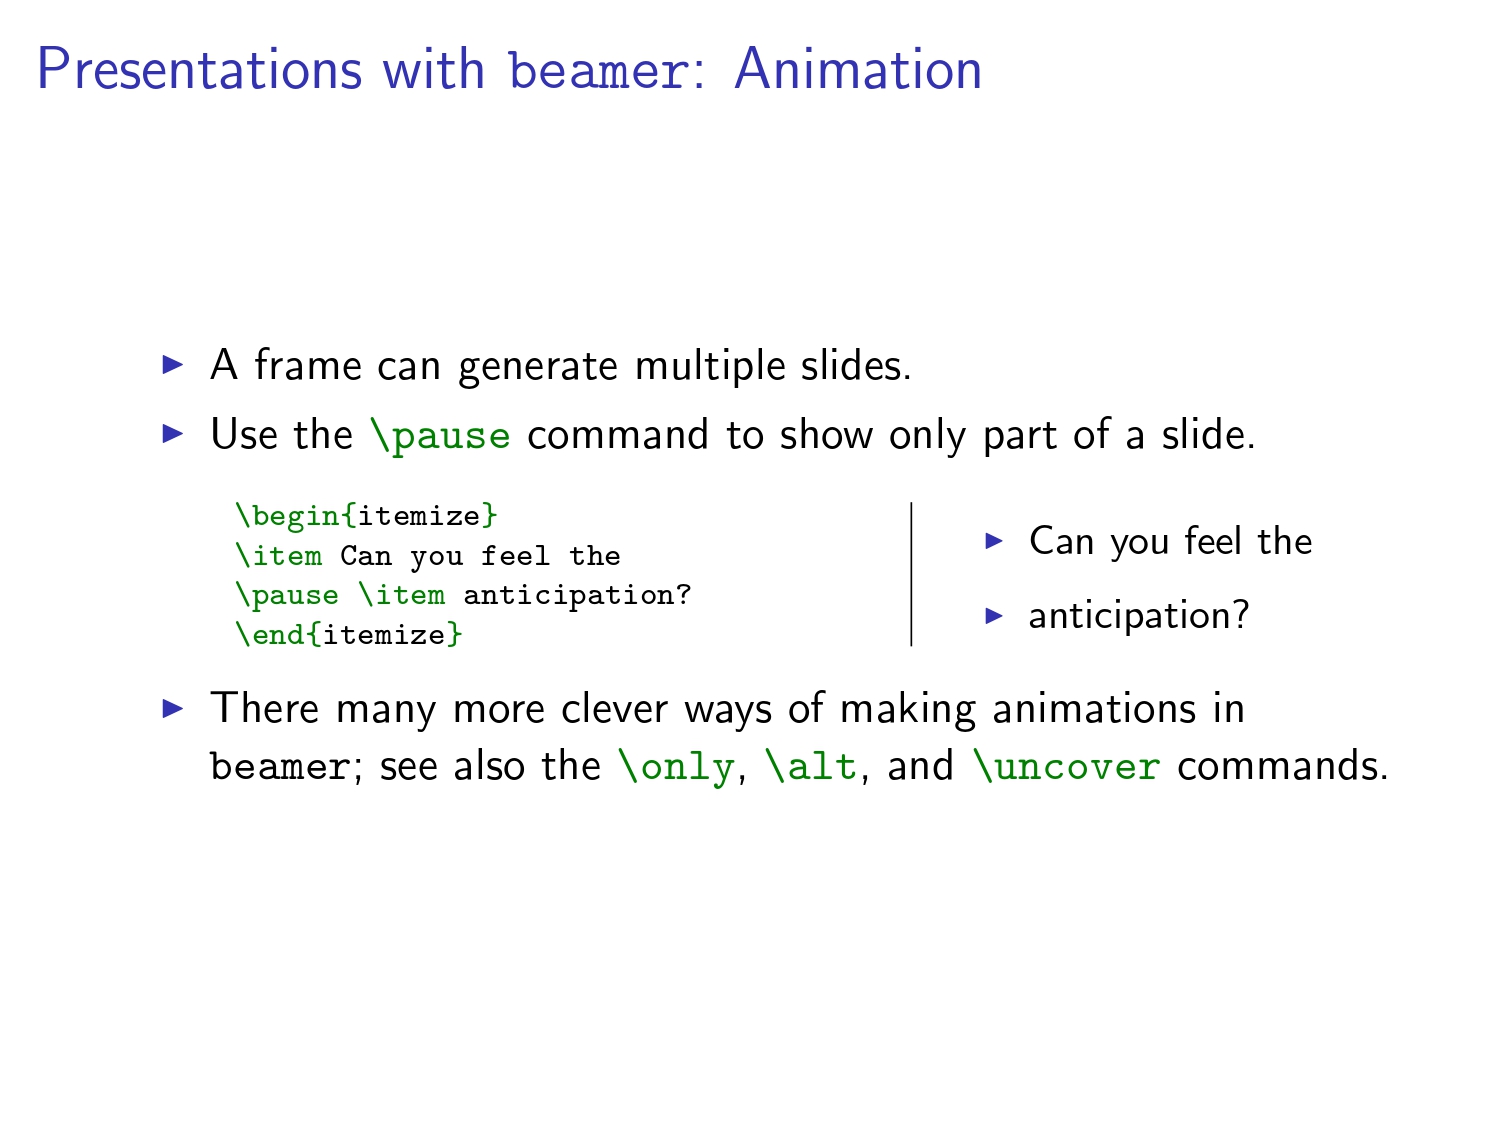 Presentations with beamer: Animation
A frame can generate multiple slides.
Use the \pause command to show only part of a slide.
\begin{itemize}
\item Can you feel the
\pause \item anticipation?
\end{itemize}
Can you feel the
anticipation?
There many more clever ways of making animations in
beamer; see also the \only, \alt, and \uncover commands.